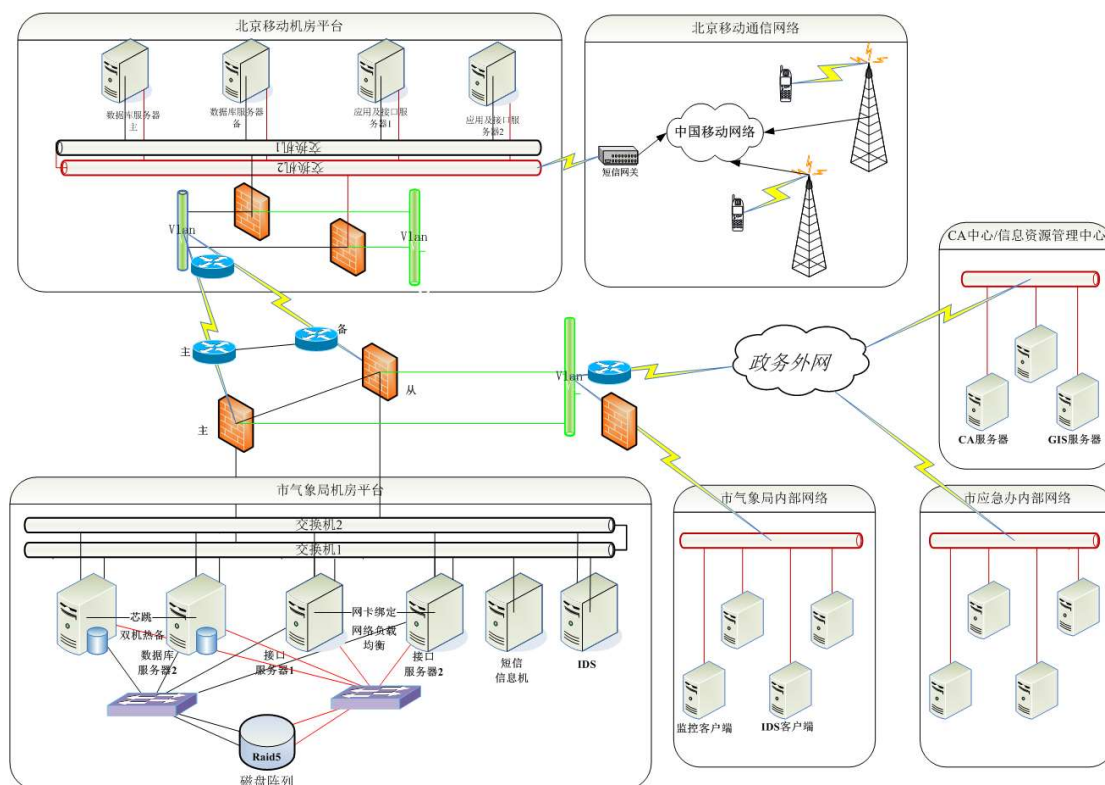 北京移动机房平台
北京移动通信网络
数据库服务器
主
数据库服务器
备
应用及接口服
务器1
应用及接口服
务器2
交换机1
交换机2
Vlan
Vlan
短信网关
中国移动网络
CA中心/信息资源管理中心
CA服务器
GIS服务器
主
备
从
主
Vlan
政务外网
市气象局机房平台
交换机2
交换机1
芯跳
双机热备
数据库
服务器2
接口
服务器1
网卡绑定
网络负载
均衡
接口
服务器2
短信
信息机
IDS
Raid5
磁盘阵列
市气象局内部网络
监控客户端
IDS客户端
市应急办内部网络